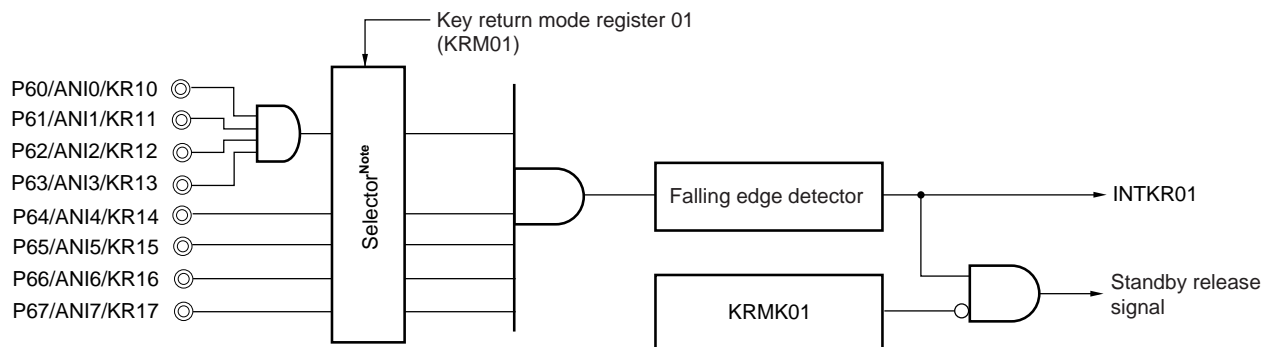 Key return mode register 01
(KRM01)
P60/ANI0/KR10
P61/ANI1/KR11
P62/ANI2/KR12
P63/ANI3/KR13
P64/ANI4/KR14
P65/ANI5/KR15
P66/ANI6/KR16
P67/ANI7/KR17
SelectorNote
Falling edge detector
INTKR01
KRMK01
Standby release
signal